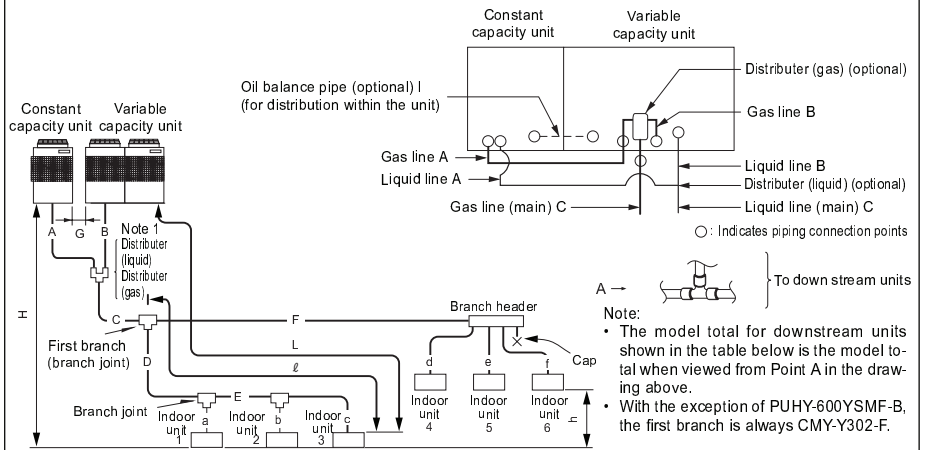 Constant
capacity unit
Variable
capacity unit
Distributer (gas) (optional)
Oil balance pipe (optional) l
(for distribution within the unit)
Gas line B
Constant
capacity unit
Variable
capacity unit
Gas line A
Liquid line A
Liquid line B
Distributer (liquid) (optional)
Gas line (main) C
Liquid line (main) C
: Indicates piping connection points
A
G
B
Note 1
Distributer
(liquid)
Distributer
(gas)
H
A
To down stream units
C
F
Branch header
First branch
(branch joint)
L
ℓ
D
d
e
f
Cap
E
Branch joint
Indoor
unit
1
a
Indoor
unit
2
b
Indoor
unit
3
c
Indoor
unit
4
Indoor
unit
5
Indoor
unit
6
h
Note:
• The model total for downstream units
shown in the table below is the model to-
tal when viewed from Point A in the draw-
ing above.
• With the exception of PUHY-600YSMF-B,
the first branch is always CMY-Y302-F.